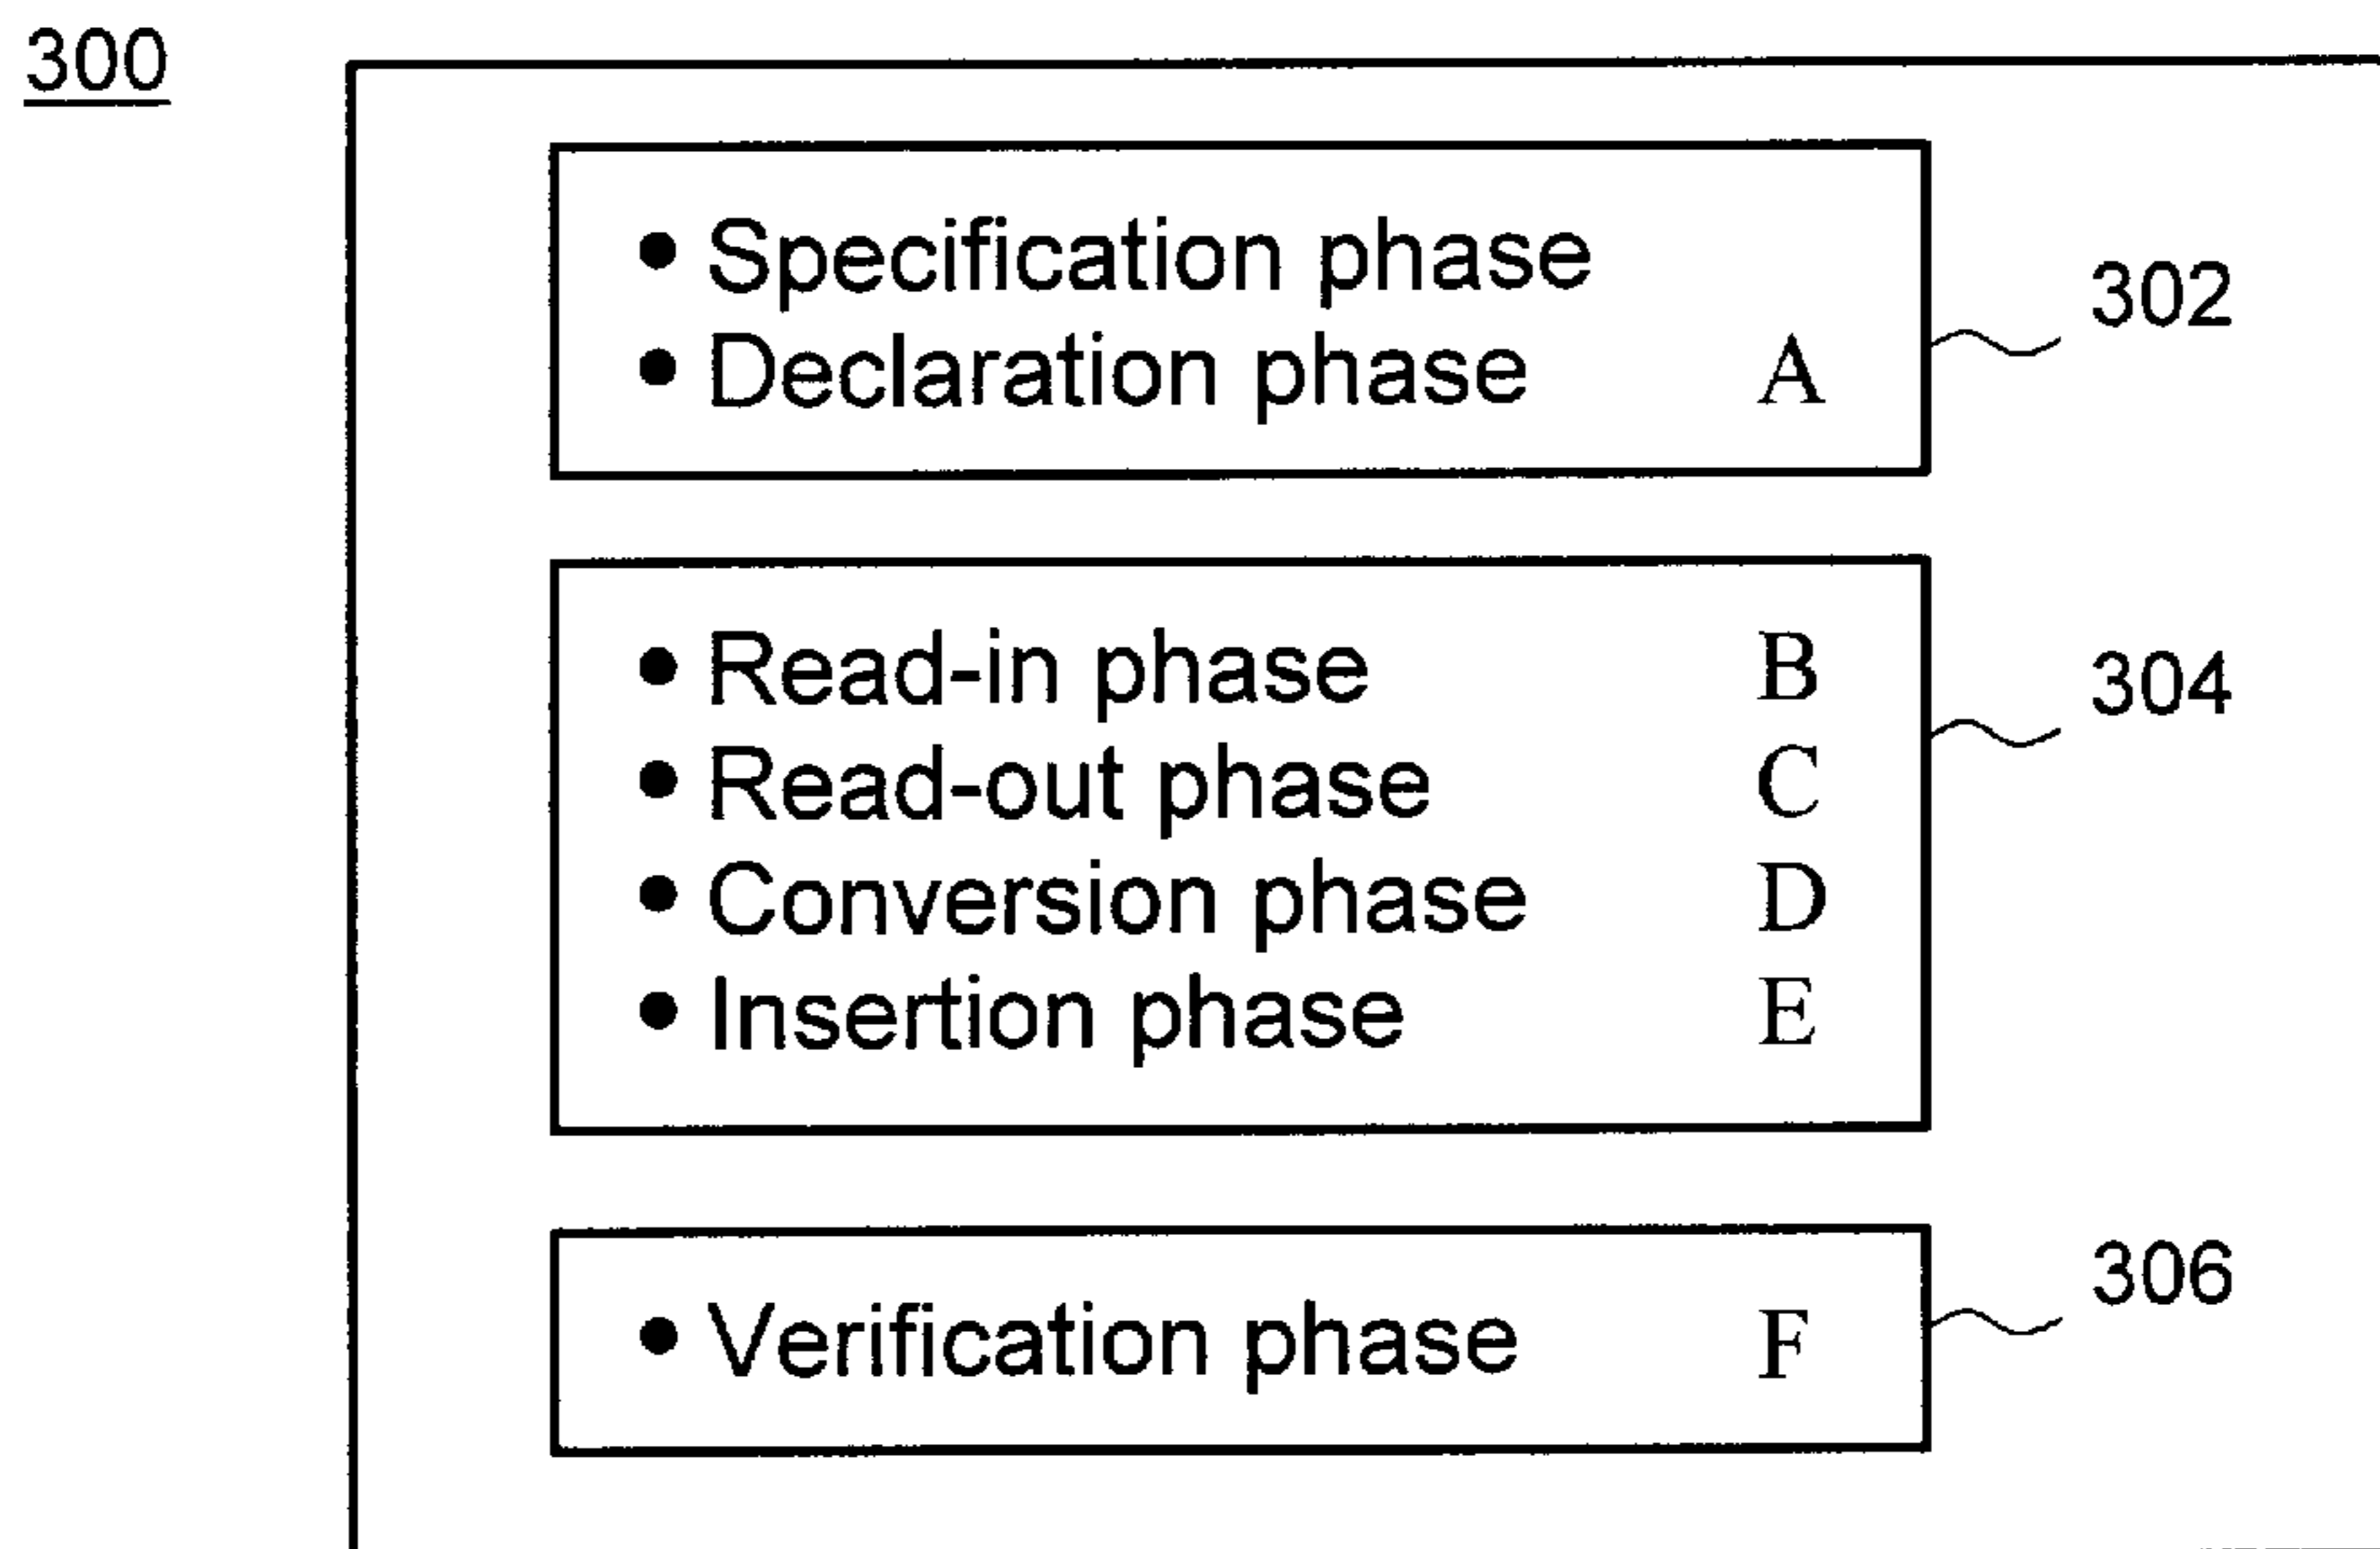 300
• Specification phase
302
• Declaration phase A
• Read-in phase B
304
• Read-out phase C
• Conversion phase D
• Insertion phase E
306
• Verification phase F